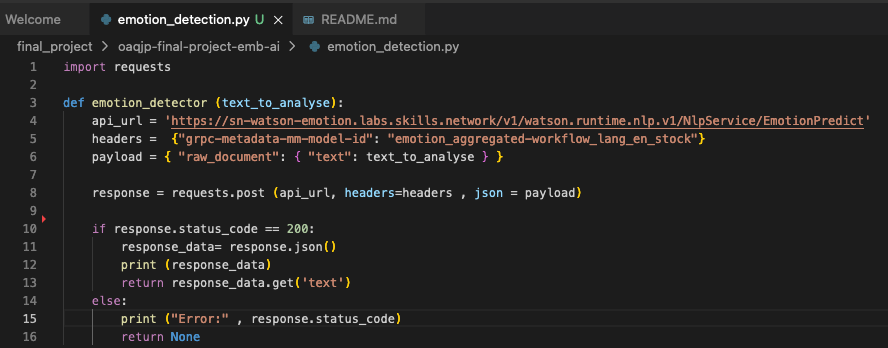 Welcome emotion_detection.py U × README.md
final_project > oaqjp-final-project-emb-ai > emotion_detection.py
1 import requests
2
3 def emotion_detector (text_to_analyse):
4     api_url = 'https://sn-watson-emotion.labs.skills.network/v1/watson.runtime.nlp.v1/NlpService/EmotionPredict'
5     headers =  {"grpc-metadata-mm-model-id": "emotion_aggregated-workflow_lang_en_stock"}
6     payload = { "raw_document": { "text": text_to_analyse } }
7
8     response = requests.post (api_url, headers=headers , json = payload)
9
10     if response.status_code == 200:
11         response_data= response.json()
12         print (response_data)
13         return response_data.get('text')
14     else:
15         print ("Error:" , response.status_code)
16         return None